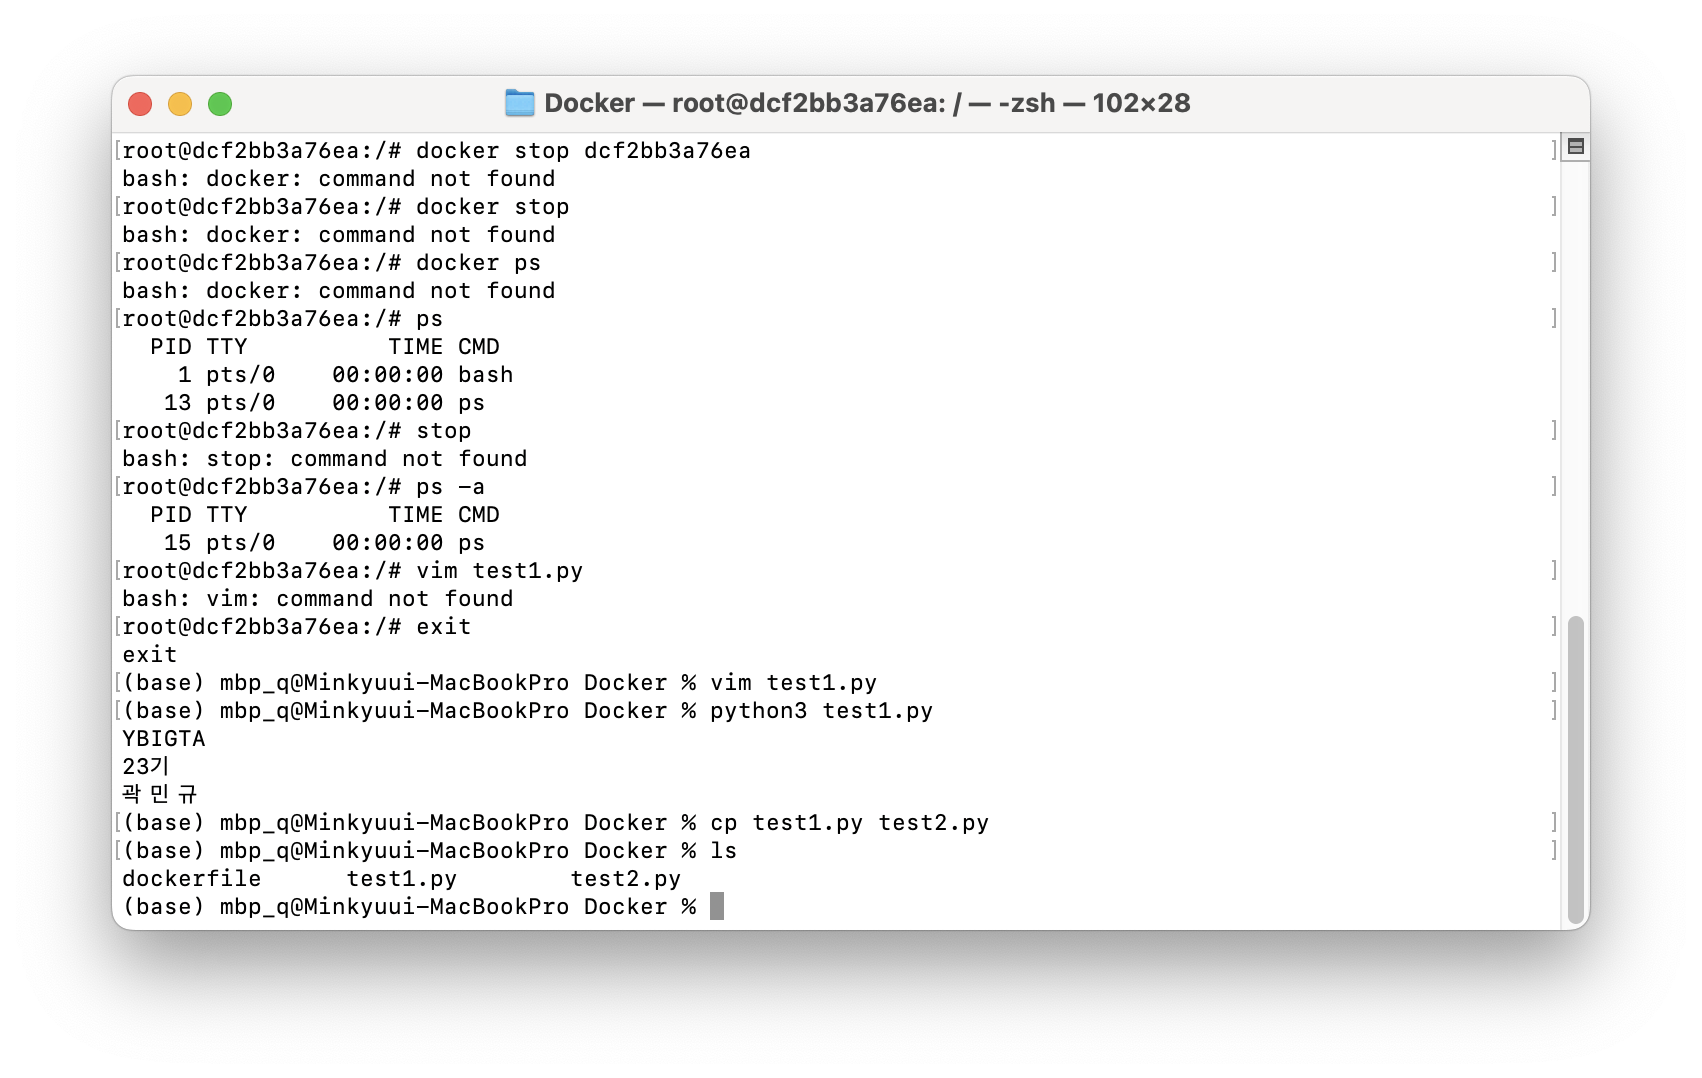 Docker — root@dcf2bb3a76ea: / — -zsh — 102×28
[root@dcf2bb3a76ea:/# docker stop dcf2bb3a76ea ]
bash: docker: command not found
[root@dcf2bb3a76ea:/# docker stop ]
bash: docker: command not found
[root@dcf2bb3a76ea:/# docker ps ]
bash: docker: command not found
[root@dcf2bb3a76ea:/# ps ]
  PID TTY          TIME CMD
    1 pts/0    00:00:00 bash
   13 pts/0    00:00:00 ps
[root@dcf2bb3a76ea:/# stop ]
bash: stop: command not found
[root@dcf2bb3a76ea:/# ps -a ]
  PID TTY          TIME CMD
   15 pts/0    00:00:00 ps
[root@dcf2bb3a76ea:/# vim test1.py ]
bash: vim: command not found
[root@dcf2bb3a76ea:/# exit ]
exit
[(base) mbp_q@Minkyuui-MacBookPro Docker % vim test1.py ]
[(base) mbp_q@Minkyuui-MacBookPro Docker % python3 test1.py ]
YBIGTA
23기
곽민규
[(base) mbp_q@Minkyuui-MacBookPro Docker % cp test1.py test2.py ]
[(base) mbp_q@Minkyuui-MacBookPro Docker % ls ]
dockerfile      test1.py        test2.py
(base) mbp_q@Minkyuui-MacBookPro Docker %